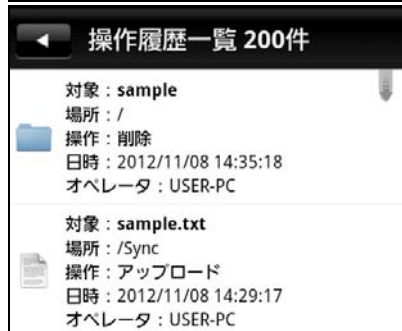 操作履歴一覧 200件
対象：sample
場所：/
操作：削除
日時：2012/11/08 14:35:18
オペレータ：USER-PC
対象：sample.txt
場所：/Sync
操作：アップロード
日時：2012/11/08 14:29:17
オペレータ：USER-PC